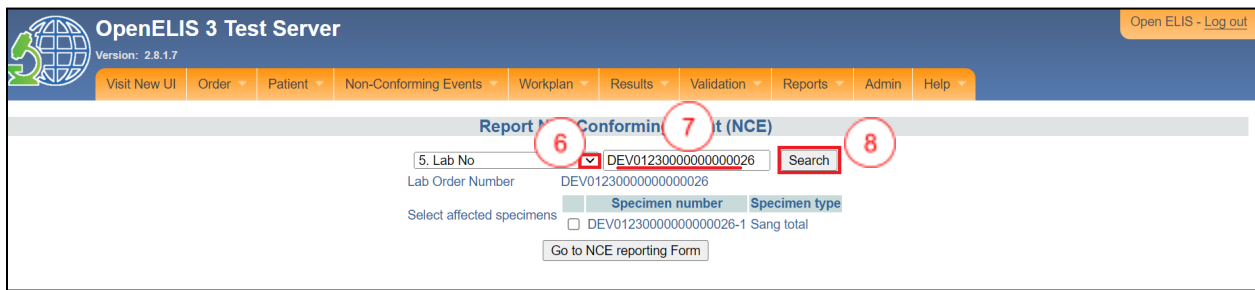 OpenELIS 3 Test Server
Open ELIS - Log out
Version: 2.8.1.7
Visit New UI Order Patient Non-Conforming Events Workplan Results Validation Reports Admin Help
Report N Conforming t (NCE)
6 7 8
5. Lab No DEV01230000000000026 Search
Lab Order Number DEV01230000000000026
Specimen number Specimen type
Select affected specimens
DEV01230000000000026-1 Sang total
Go to NCE reporting Form